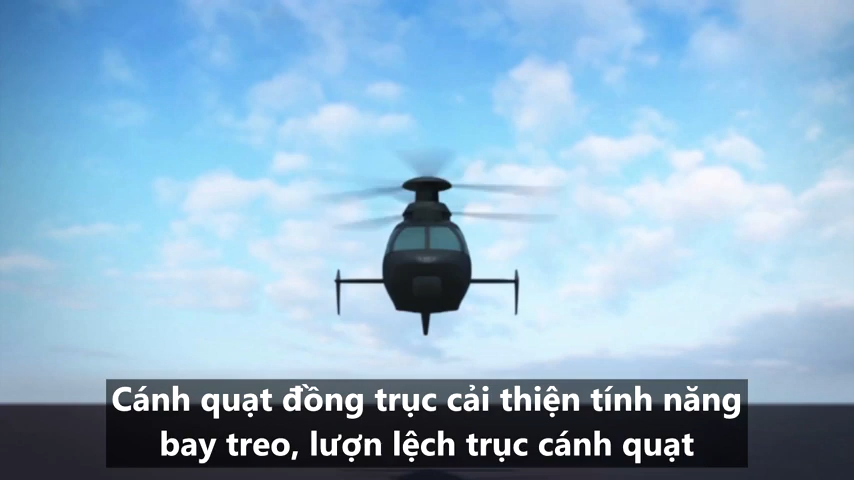 Cánh quạt đồng trục cải thiện tính năng
bay treo, lượn lệch trục cánh quạt